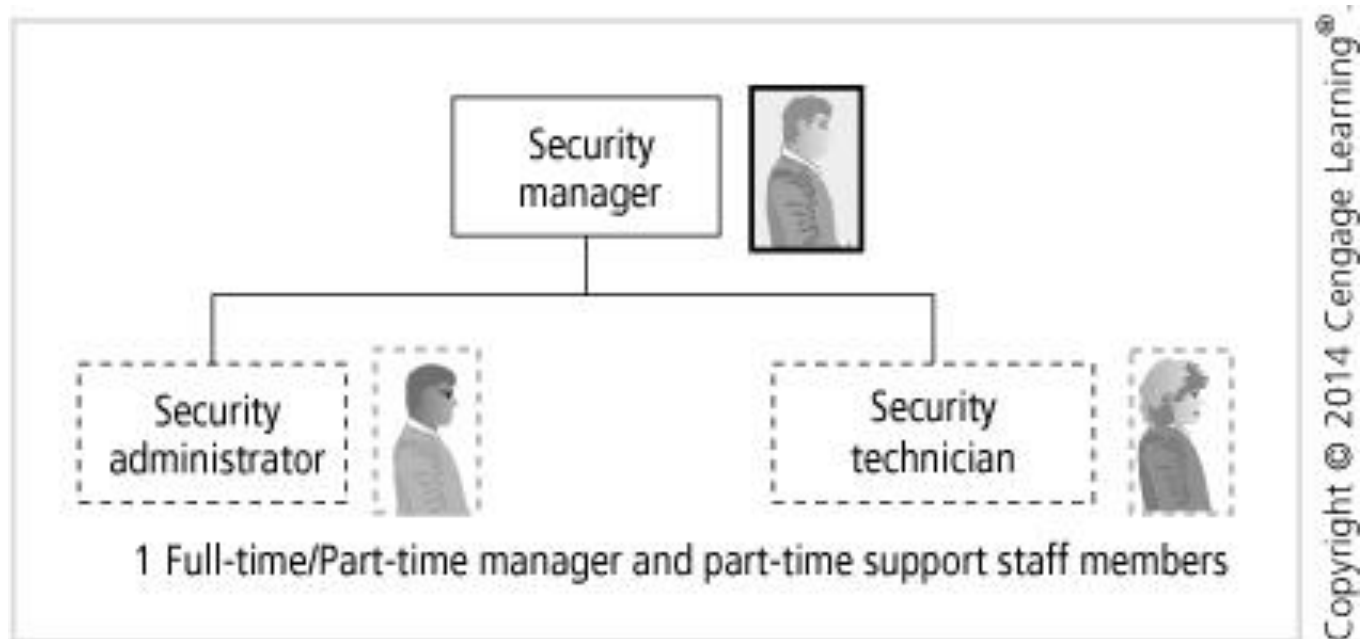 Security
manager
Security
administrator
Security
technician
1 Full-time/Part-time manager and part-time support staff members
Copyright © 2014 Cengage Learning®.